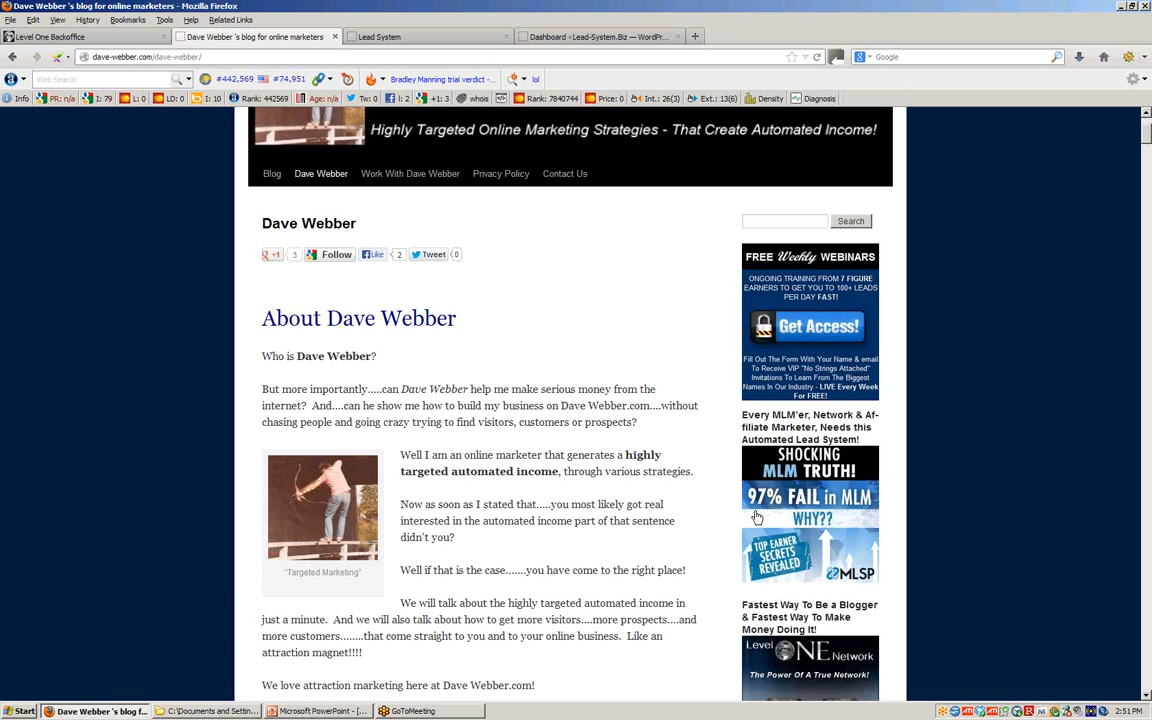 Dave Webber 's blog for online marketers - Mozilla Firefox
File Edit View History Bookmarks Tools Help Related Links
Level One Backoffice × Dave Webber 's blog for online marketers × Lead System × Dashboard ‹ Lead-System.Biz — WordPr... × +
dave-webber.com/dave-webber/ Google
Web Search #442,569 #74,951 Bradley Manning trial verdict -... lol
Info PR: n/a I: 79 L: 0 LD: 0 I: 10 Rank: 442569 Age: n/a Tw: 0 l: 2 +1: 3 whois Rank: 7840744 Price: 0 Int.: 26(3) Ext.: 13(6) Density Diagnosis
Highly Targeted Online Marketing Strategies - That Create Automated Income!
Blog Dave Webber Work With Dave Webber Privacy Policy Contact Us
Dave Webber
+1 3 Follow Like 2 Tweet 0
About Dave Webber
Who is Dave Webber?
But more importantly.....can Dave Webber help me make serious money from the
internet? And....can he show me how to build my business on Dave Webber.com....without
chasing people and going crazy trying to find visitors, customers or prospects?
Well I am an online marketer that generates a highly
targeted automated income, through various strategies.
Now as soon as I stated that.....you most likely got real
interested in the automated income part of that sentence
didn't you?
"Targeted Marketing"
Well if that is the case.......you have come to the right place!
We will talk about the highly targeted automated income in
just a minute. And we will also talk about how to get more visitors....more prospects....and
more customers........that come straight to you and to your online business. Like an
attraction magnet!!!!
We love attraction marketing here at Dave Webber.com!
Search
FREE Weekly WEBINARS
ONGOING TRAINING FROM 7 FIGURE
EARNERS TO GET YOU TO 100+ LEADS
PER DAY FAST!
Get Access!
Fill Out The Form With Your Name & email
To Receive VIP "No Strings Attached"
Invitations To Learn From The Biggest
Names In Our Industry - LIVE Every Week
For FREE!
Every MLM'er, Network & Af-
filiate Marketer, Needs this
Automated Lead System!
SHOCKING
MLM TRUTH!
97% FAIL in MLM
WHY??
TOP EARNER
SECRETS
REVEALED
MLSP
Fastest Way To Be a Blogger
& Fastest Way To Make
Money Doing It!
Level ONE Network
The Power Of A True Network!
Start Dave Webber 's blog f... C:\Documents and Settin... Microsoft PowerPoint - [... GoToMeeting 2:51 PM